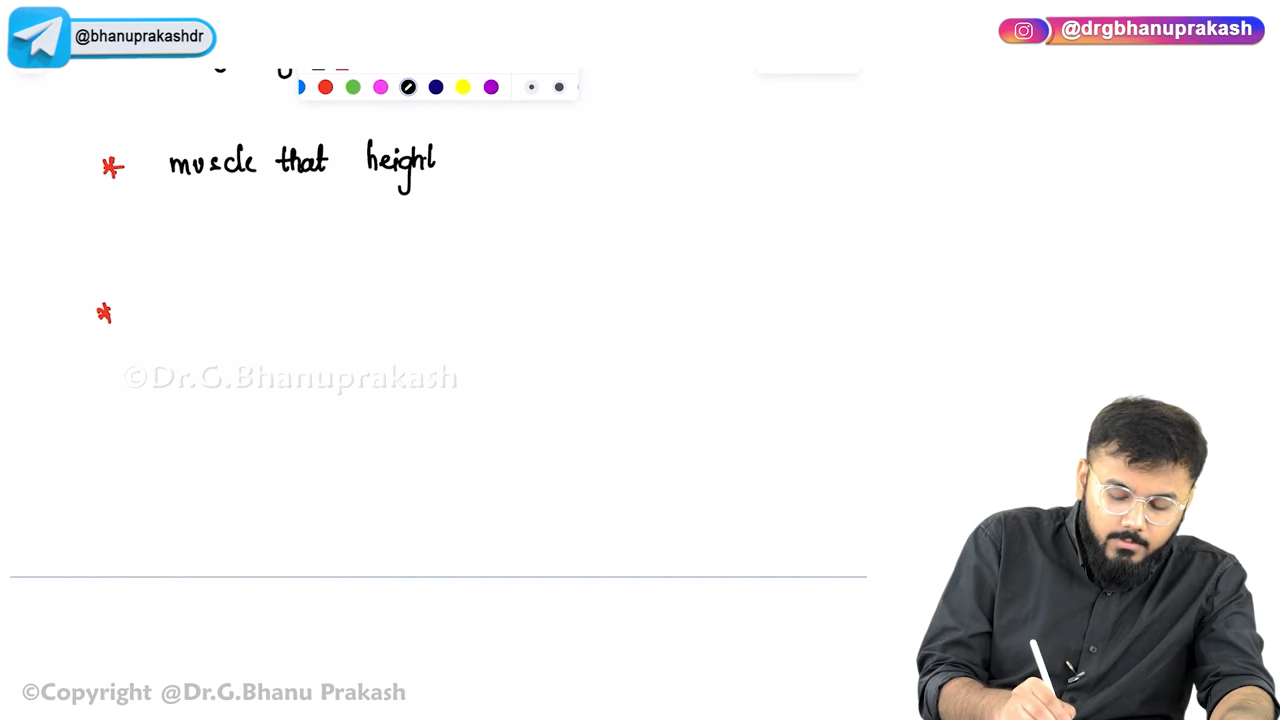 @bhanuprakashdr
@drgbhanuprakash
* muscle that height
*
©Dr.G.Bhanuprakash
©Copyright @Dr.G.Bhanu Prakash